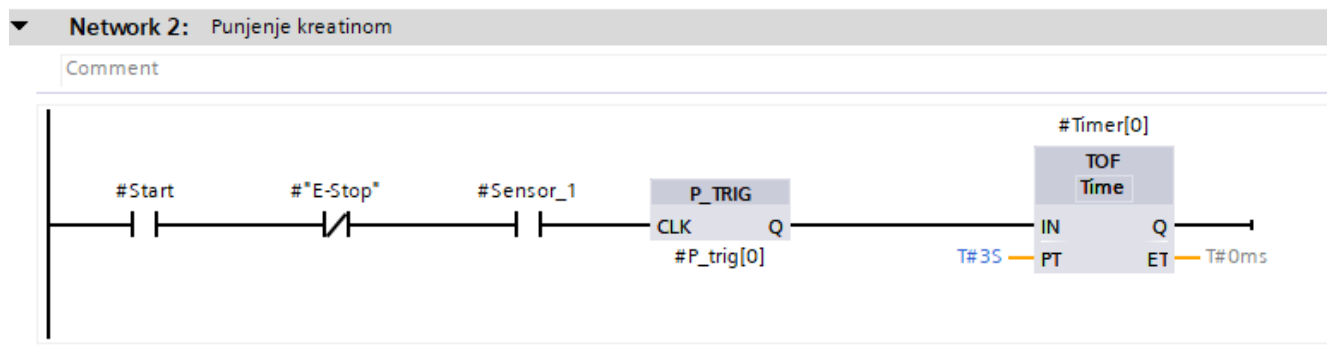 Network 2: Punjenje kreatinom
Comment
#Timer[0]
TOF
Time
#Start #"E-Stop" #Sensor_1 P_TRIG
CLK Q IN Q
#P_trig[0] T#3S PT ET T#0ms